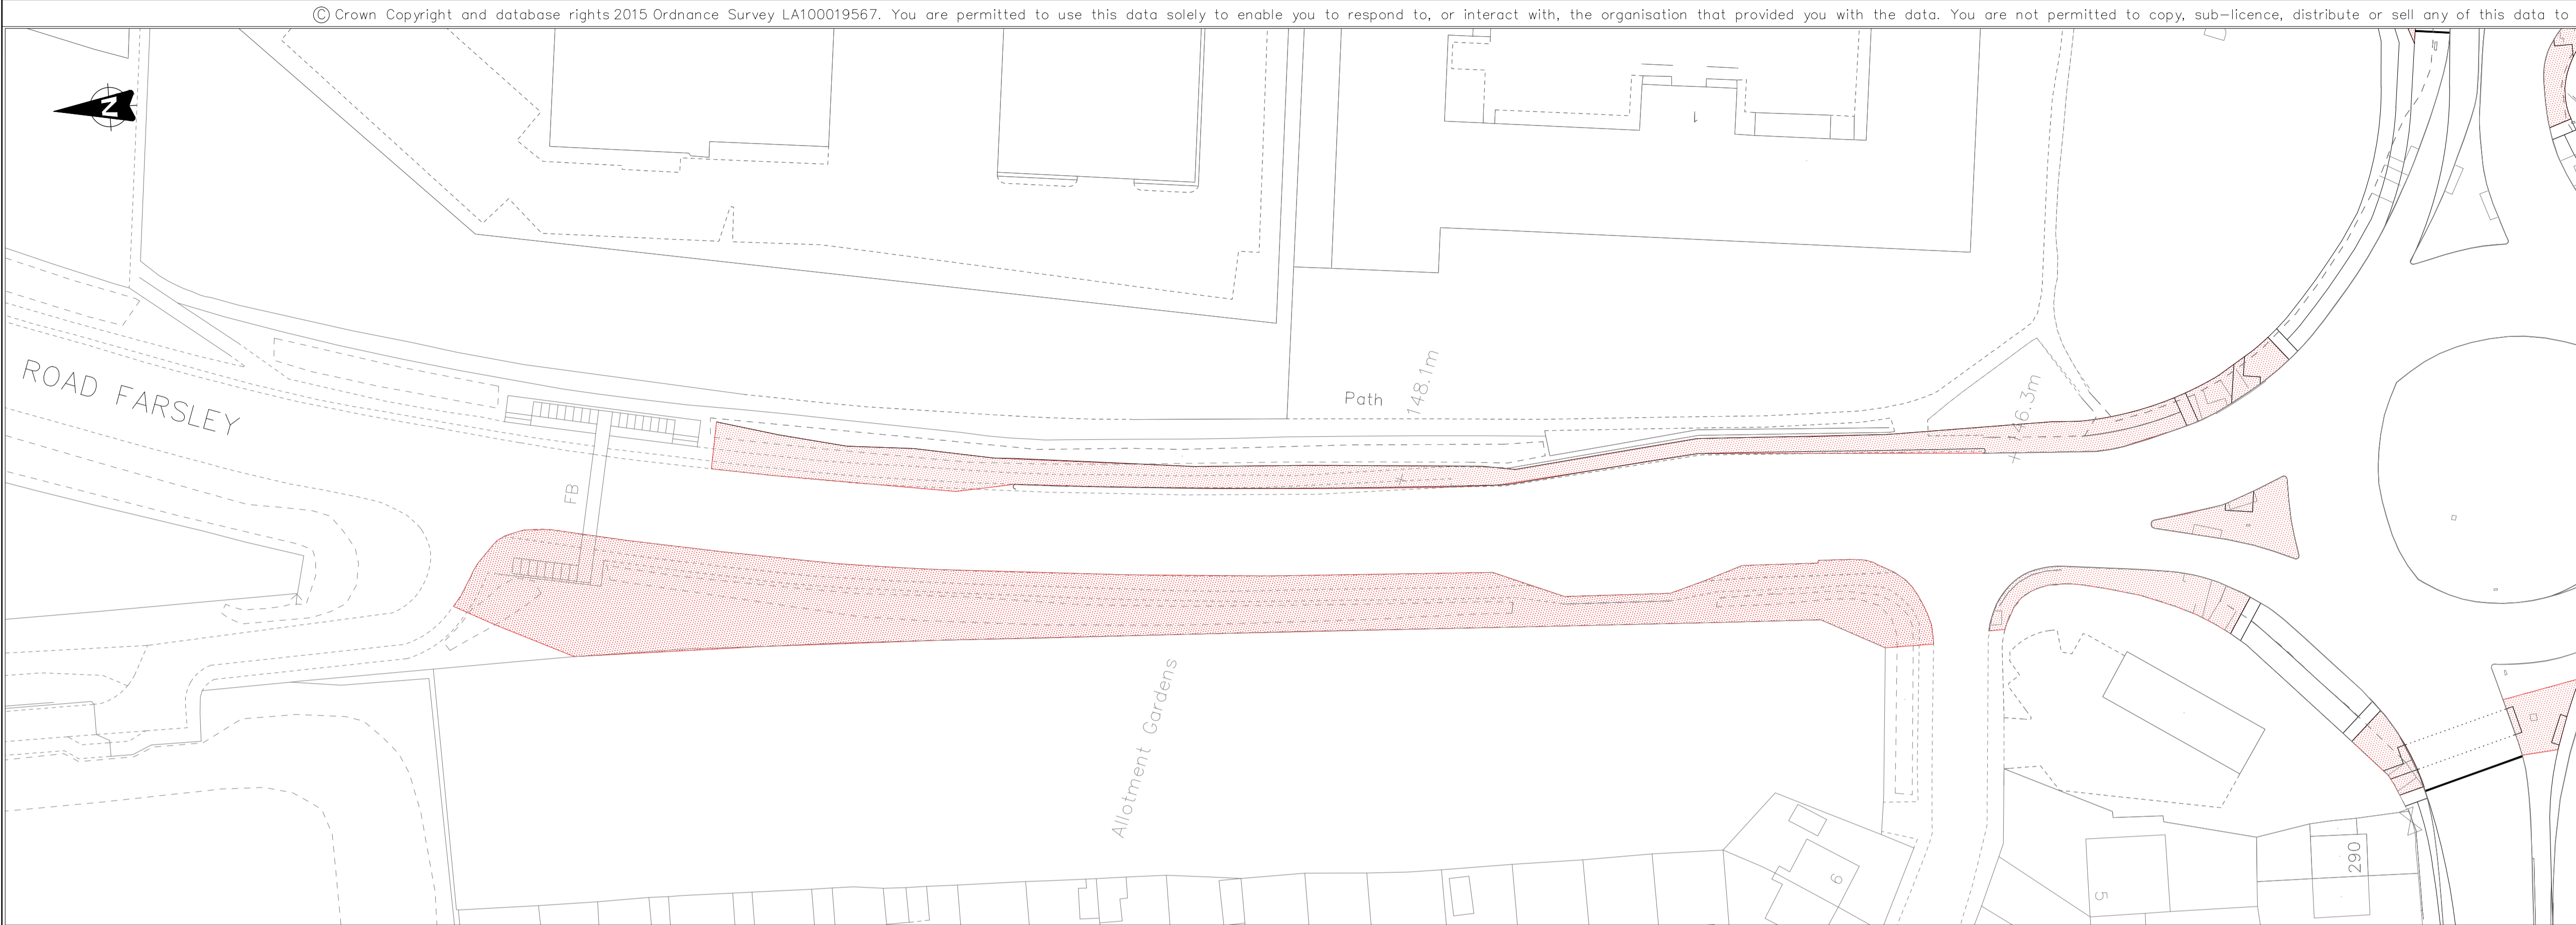 © Crown Copyright and database rights 2015 Ordnance Survey LA100019567. You are permitted to use this data solely to enable you to respond to, or interact with, the organisation that provided you with the data. You are not permitted to copy, sub-licence, distribute or sell any of this data to
N
1
ROAD FARSLEY
Path
148.1m
FB
Allotment Gardens
6
5
290